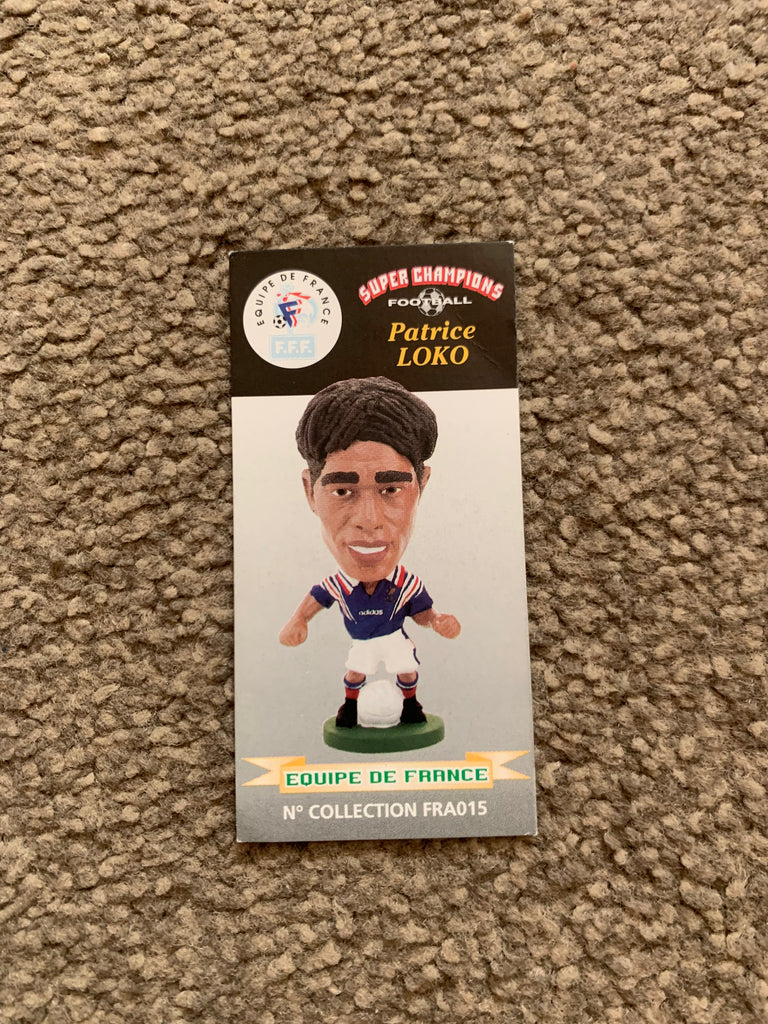 EQUIPE DE FRANCE
F
F.F.F.
SUPER CHAMPIONS
FOOTBALL
Patrice
LOKO
adidas
EQUIPE DE FRANCE
N° COLLECTION FRA015